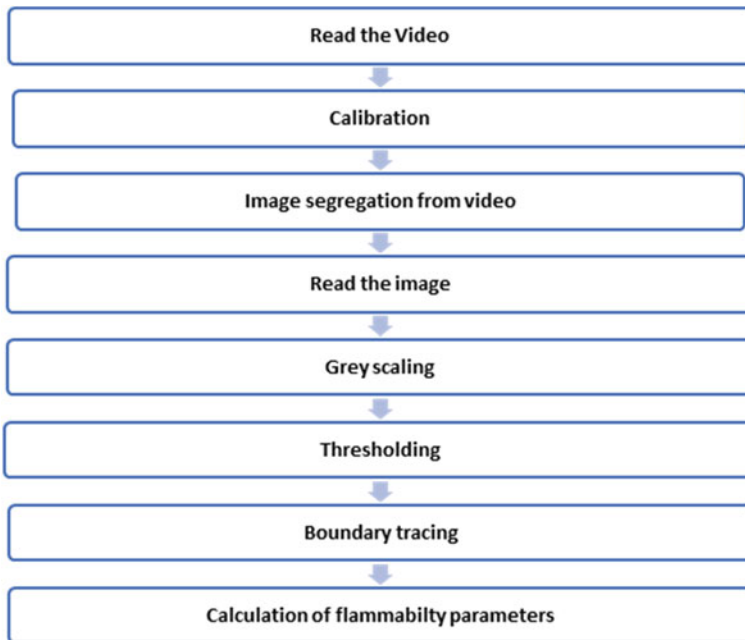 Read the Video
Calibration
Image segregation from video
Read the image
Grey scaling
Thresholding
Boundary tracing
Calculation of flammabilty parameters